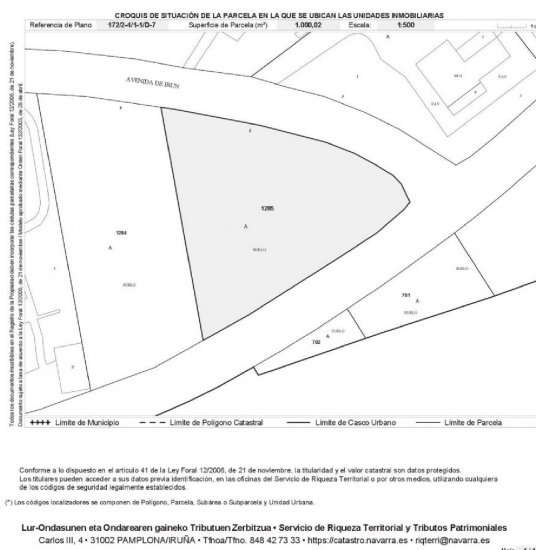 CROQUIS DE SITUACIÓN DE LA PARCELA EN LA QUE SE UBICAN LAS UNIDADES INMOBILIARIAS
Referencia de Plano 172/2-4/1-1/D-7 Superficie de Parcela (m²) 1.000,02 Escala: 1:500
AVENIDA DE IRUN
1284
A
SUELO
1285
A
SUELO
781
A
SUELO
SUELO
782
A
SUELO
Límite de Municipio Límite de Polígono Catastral Límite de Casco Urbano Límite de Parcela
Conforme a lo dispuesto en el artículo 41 de la Ley Foral 12/2006, de 21 de noviembre, la titularidad y el valor catastral son datos protegidos.
Los titulares pueden acceder a sus datos previa identificación, en las oficinas del Servicio de Riqueza Territorial o por otros medios, utilizando cualquiera
de los códigos de seguridad legalmente establecidos.
(*) Los códigos localizadores se componen de Polígono, Parcela, Subárea o Subparcela y Unidad Urbana.
Lur-Ondasunen eta Ondarearen gaineko Tributuen Zerbitzua • Servicio de Riqueza Territorial y Tributos Patrimoniales
Carlos III, 4 • 31002 PAMPLONA/IRUÑA • Tfnoa/Tfno. 848 42 73 33 • https://catastro.navarra.es • riqterri@navarra.es